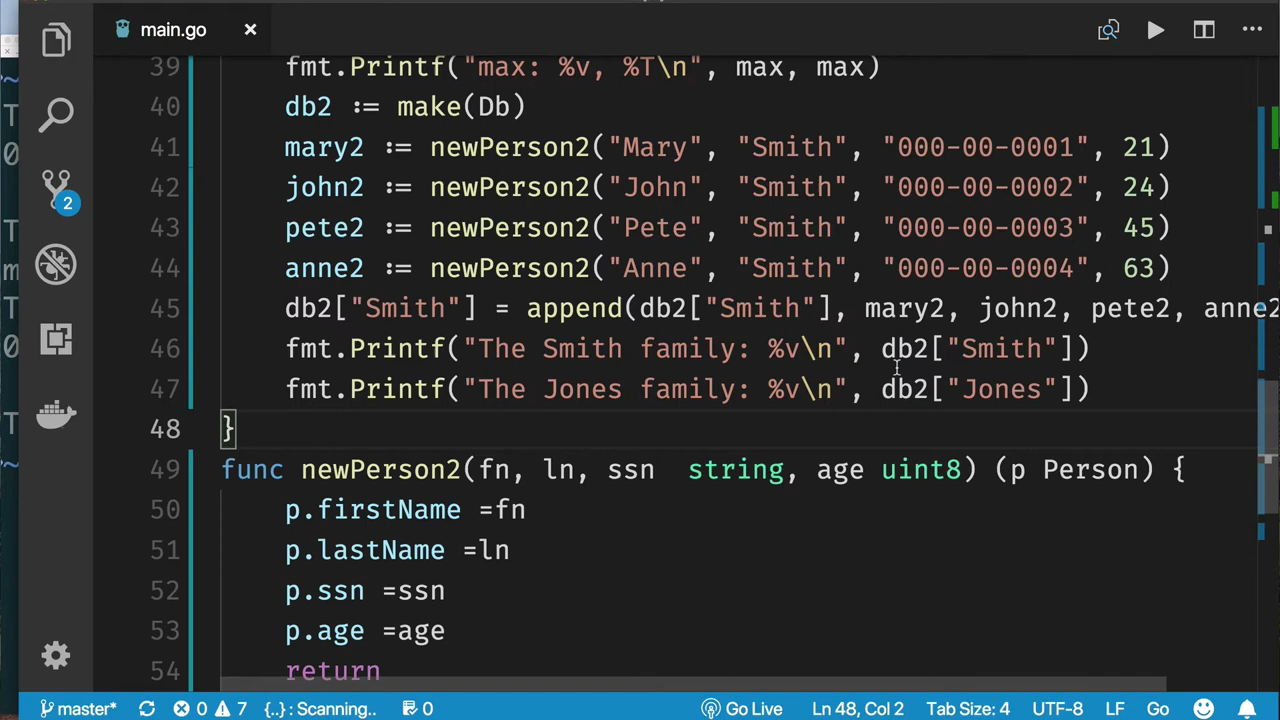 main.go
39 fmt.Printf("max: %v, %T\n", max, max)
40 db2 := make(Db)
41 mary2 := newPerson2("Mary", "Smith", "000-00-0001", 21)
42 john2 := newPerson2("John", "Smith", "000-00-0002", 24)
43 pete2 := newPerson2("Pete", "Smith", "000-00-0003", 45)
44 anne2 := newPerson2("Anne", "Smith", "000-00-0004", 63)
45 db2["Smith"] = append(db2["Smith"], mary2, john2, pete2, anne2
46 fmt.Printf("The Smith family: %v\n", db2["Smith"])
47 fmt.Printf("The Jones family: %v\n", db2["Jones"])
48 }
49 func newPerson2(fn, ln, ssn  string, age uint8) (p Person) {
50 p.firstName =fn
51 p.lastName =ln
52 p.ssn =ssn
53 p.age =age
54 return
2
master* 0 7 {..} : Scanning.. 0 Go Live Ln 48, Col 2 Tab Size: 4 UTF-8 LF Go